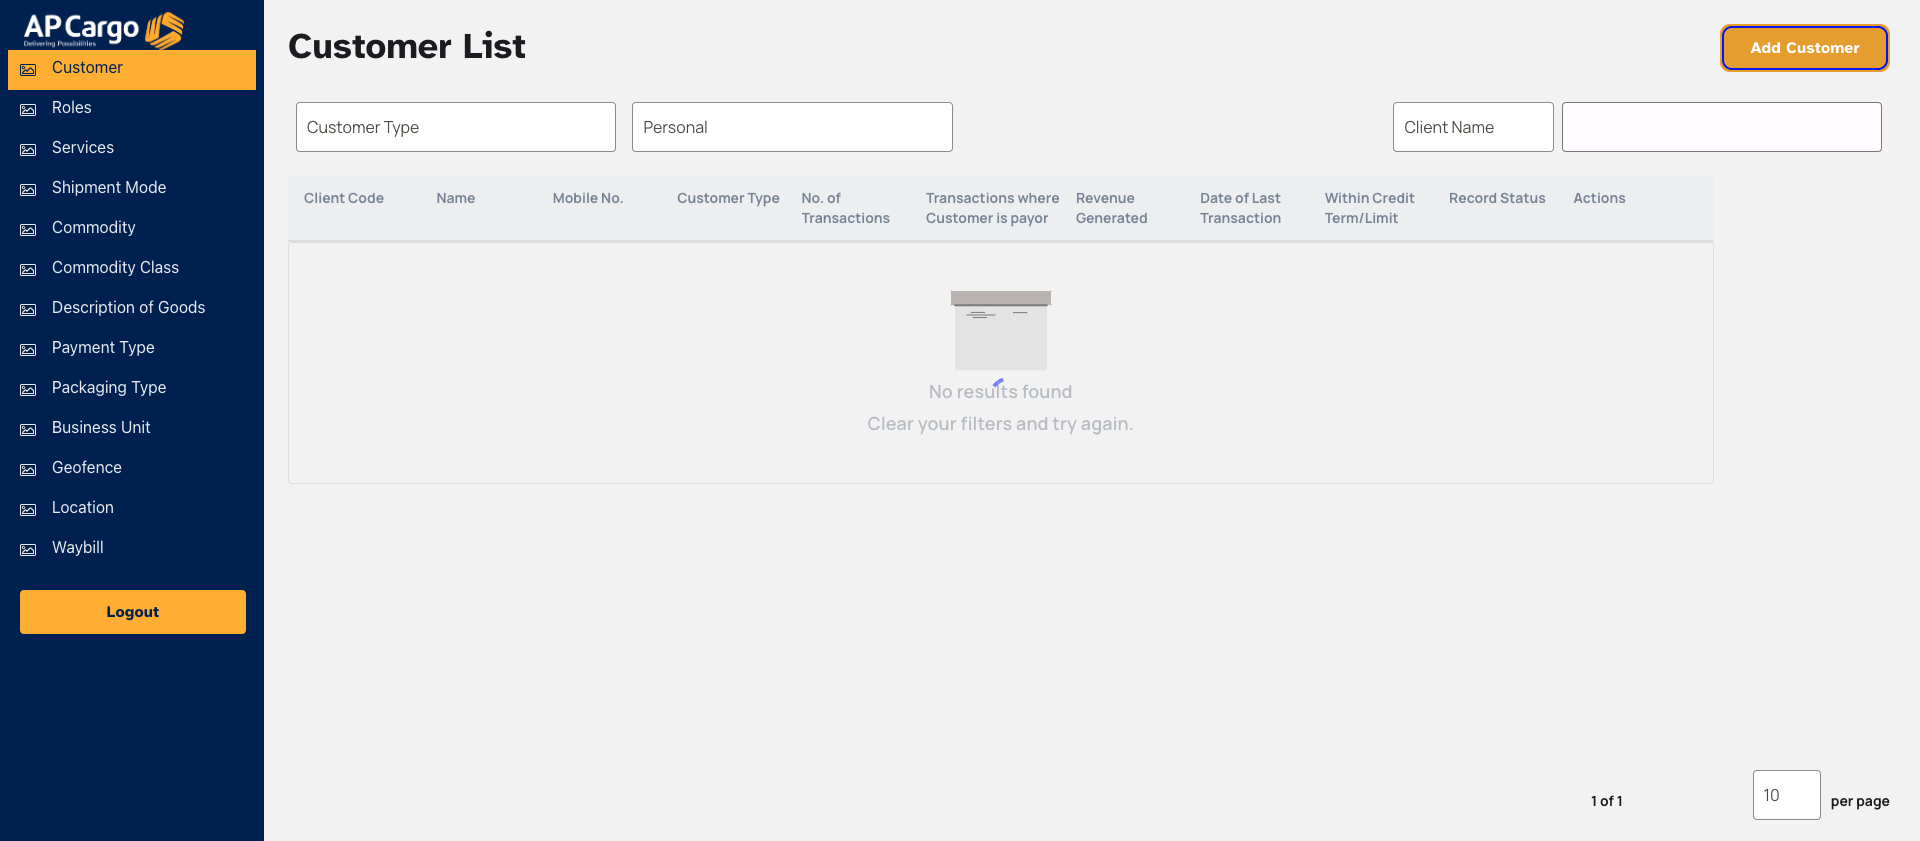 AP Cargo
Delivering Possibilities
Customer
Roles
Services
Shipment Mode
Commodity
Commodity Class
Description of Goods
Payment Type
Packaging Type
Business Unit
Geofence
Location
Waybill
Logout
Customer List
Add Customer
Customer Type
Personal
Client Name
Client Code
Name
Mobile No.
Customer Type
No. of
Transactions
Transactions where
Customer is payor
Revenue
Generated
Date of Last
Transaction
Within Credit
Term/Limit
Record Status
Actions
No results found
Clear your filters and try again.
1 of 1
10
per page